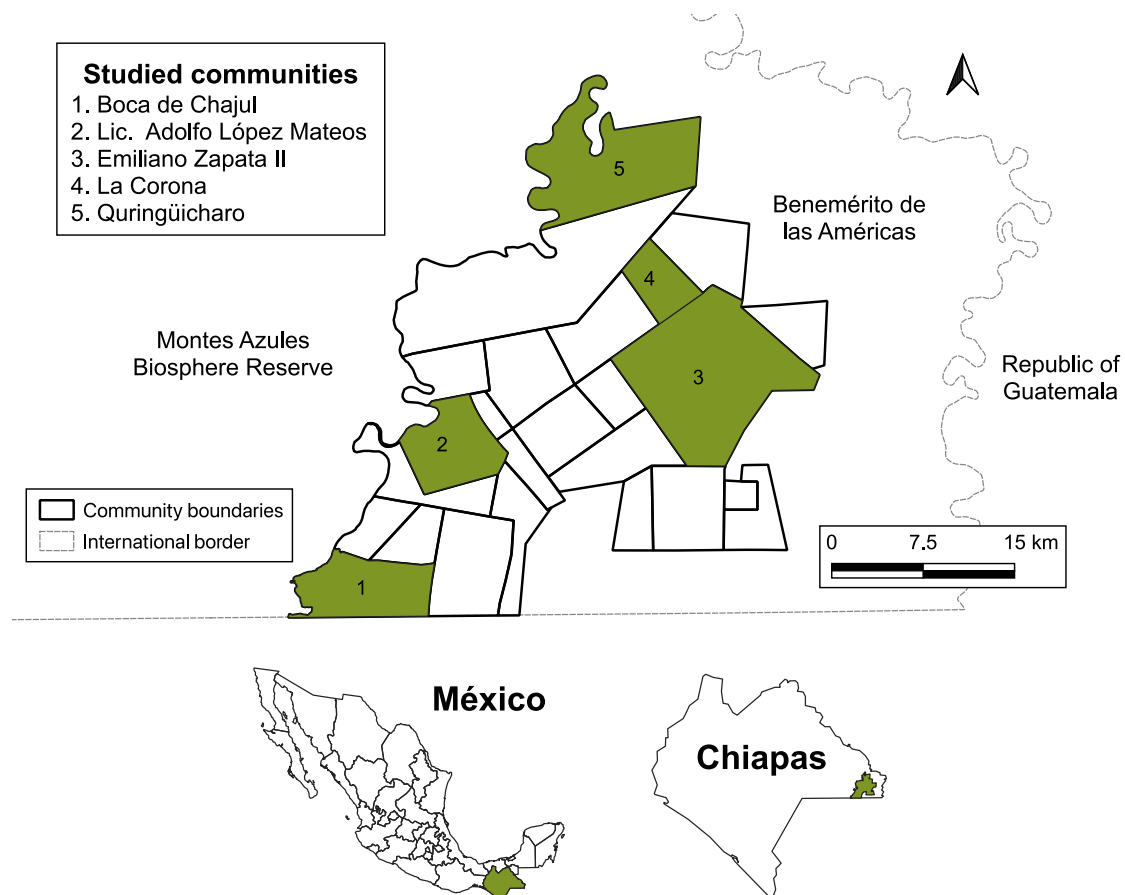 Studied communities
1. Boca de Chajul
2. Lic.  Adolfo López Mateos
3. Emiliano Zapata II
4. La Corona
5. Quringüicharo
5
Benemérito de
las Américas
4
Montes Azules
Biosphere Reserve
3
Republic of
Guatemala
2
Community boundaries
International border
0 7.5 15 km
1
México
Chiapas